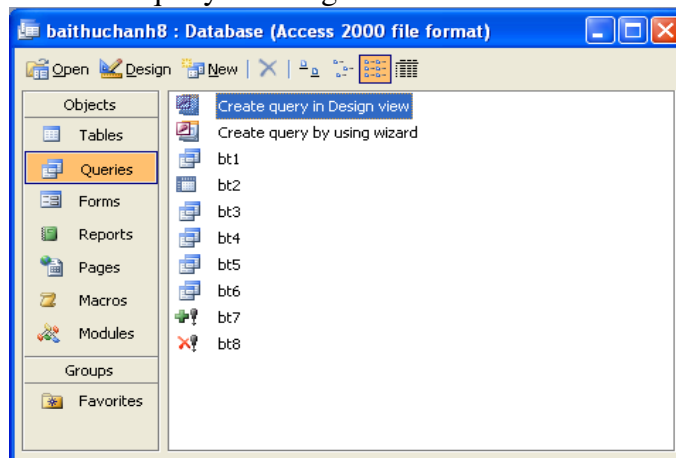 baithuchanh8 : Database (Access 2000 file format)
Open Design New
Objects
Tables
Queries
Forms
Reports
Pages
Macros
Modules
Groups
Favorites
Create query in Design view
Create query by using wizard
bt1
bt2
bt3
bt4
bt5
bt6
bt7
bt8